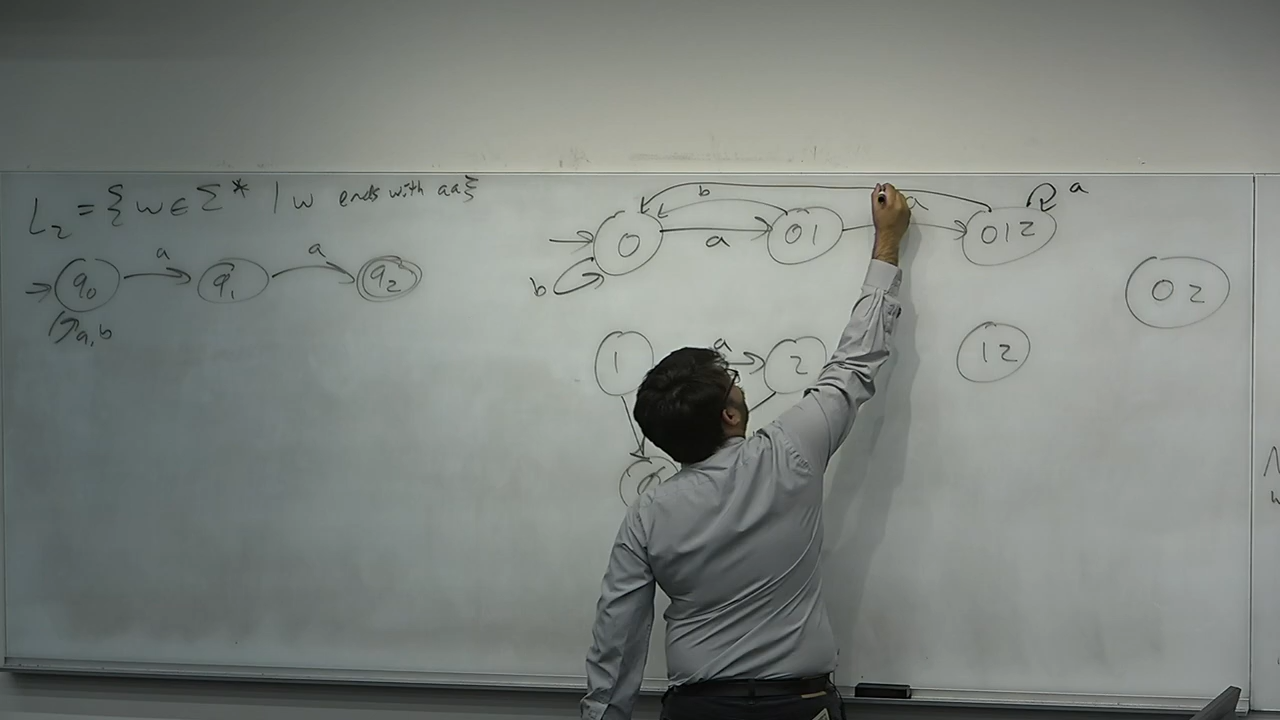 L₂ = { w ∈ Σ* | w ends with aa }
b
a
a
0
a
01
012
a
a
q₀
q₁
q₂
b
02
a,b
1
a
2
12